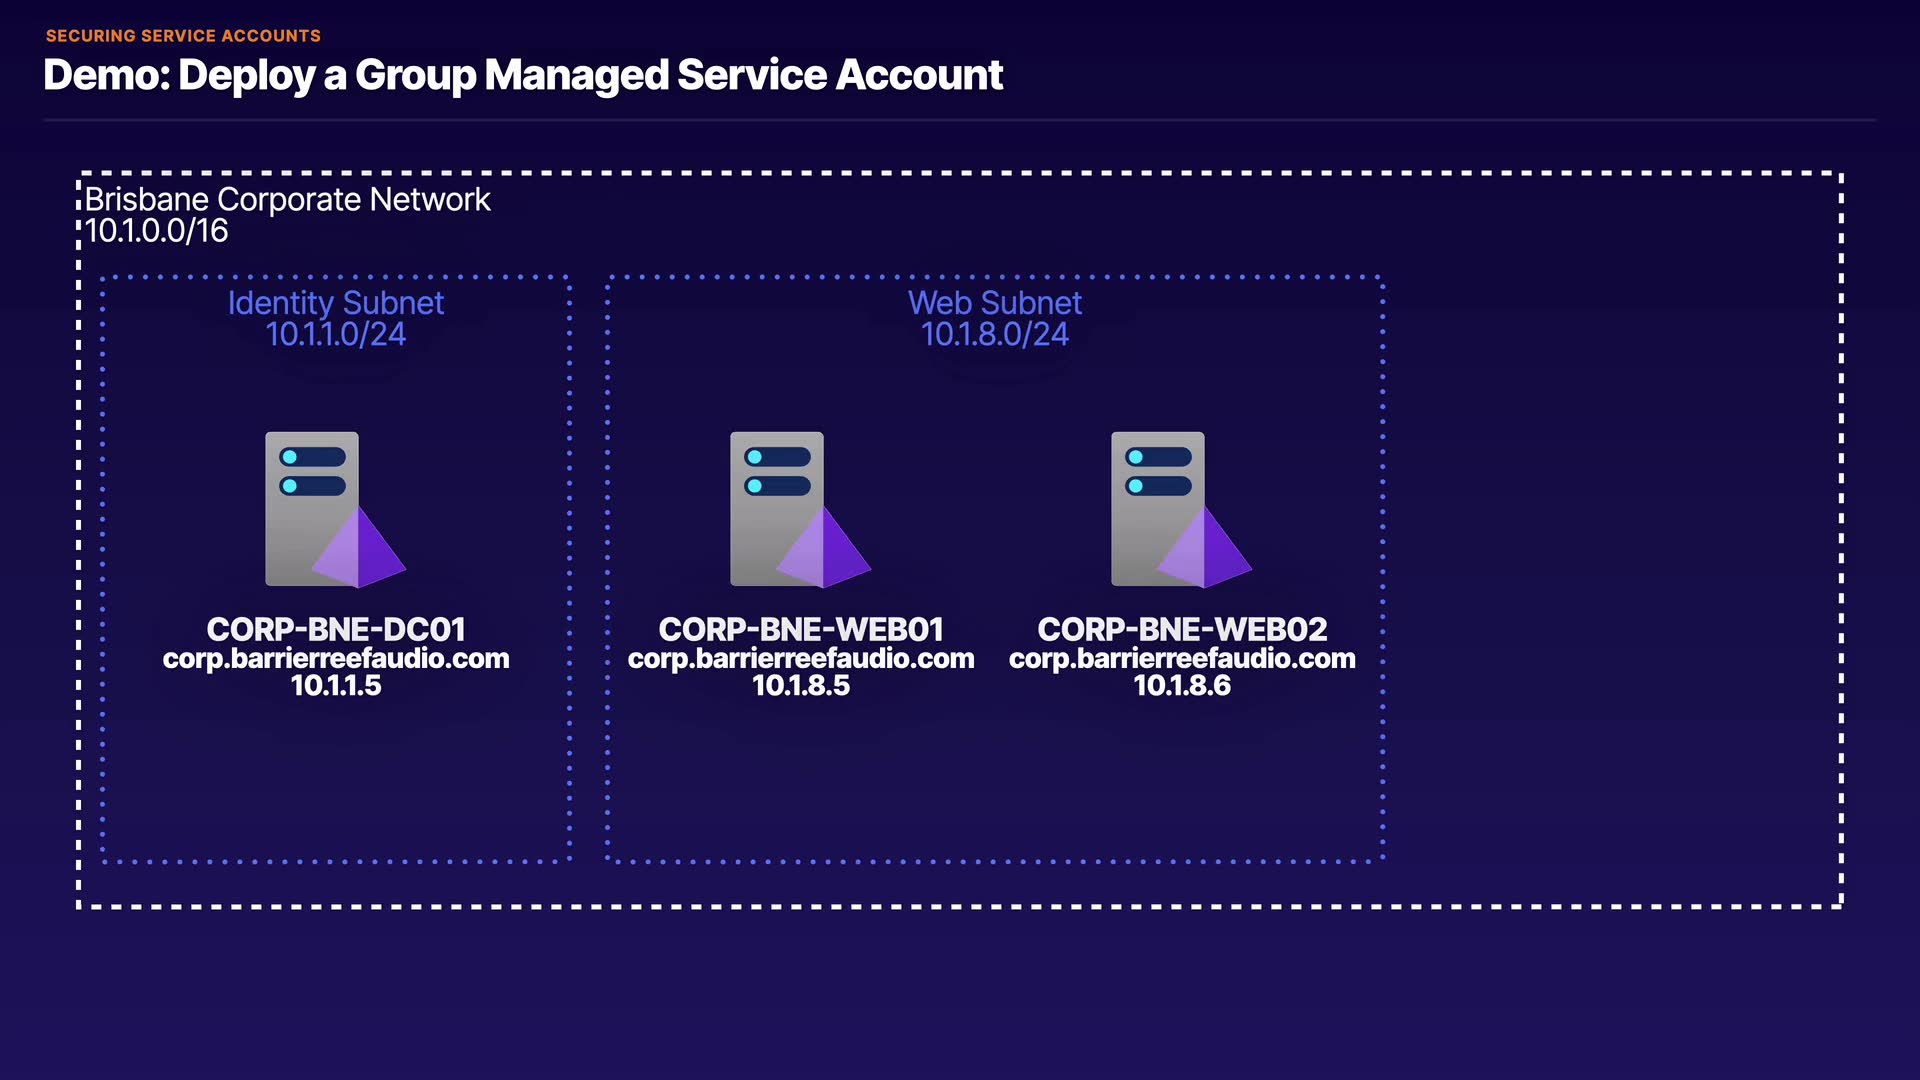 SECURING SERVICE ACCOUNTS
Demo: Deploy a Group Managed Service Account
Brisbane Corporate Network
10.1.0.0/16
Identity Subnet
10.1.1.0/24
Web Subnet
10.1.8.0/24
CORP-BNE-DC01
corp.barrierreefaudio.com
10.1.1.5
CORP-BNE-WEB01
corp.barrierreefaudio.com
10.1.8.5
CORP-BNE-WEB02
corp.barrierreefaudio.com
10.1.8.6